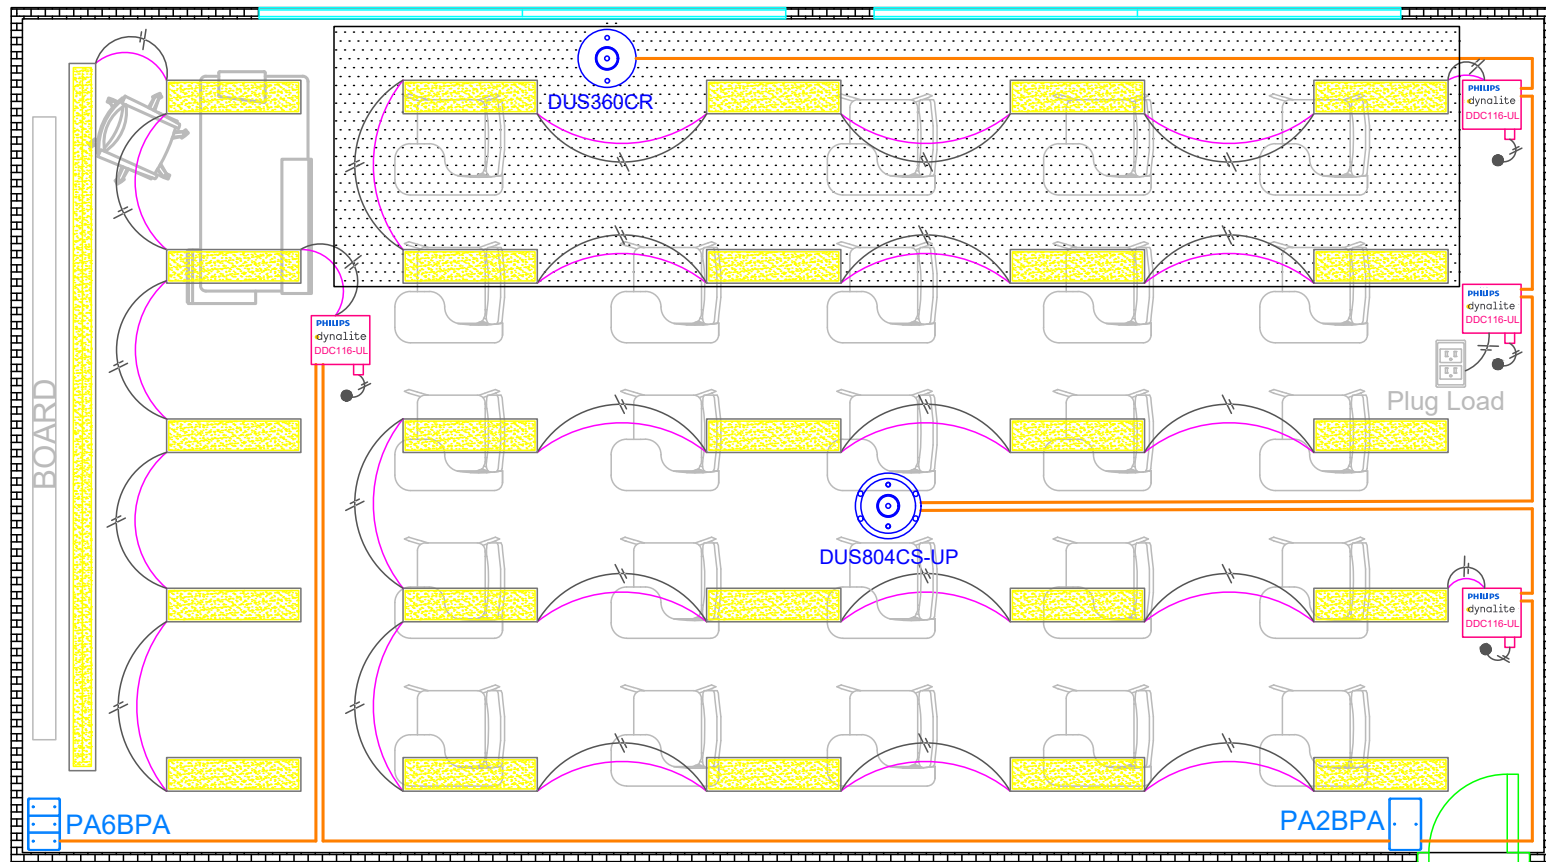 DUS360CR
PHILIPS
dynalite
DDC116-UL
PHILIPS
dynalite
DDC116-UL
PHILIPS
dynalite
DDC116-UL
Plug Load
BOARD
DUS804CS-UP
PHILIPS
dynalite
DDC116-UL
PA6BPA
PA2BPA